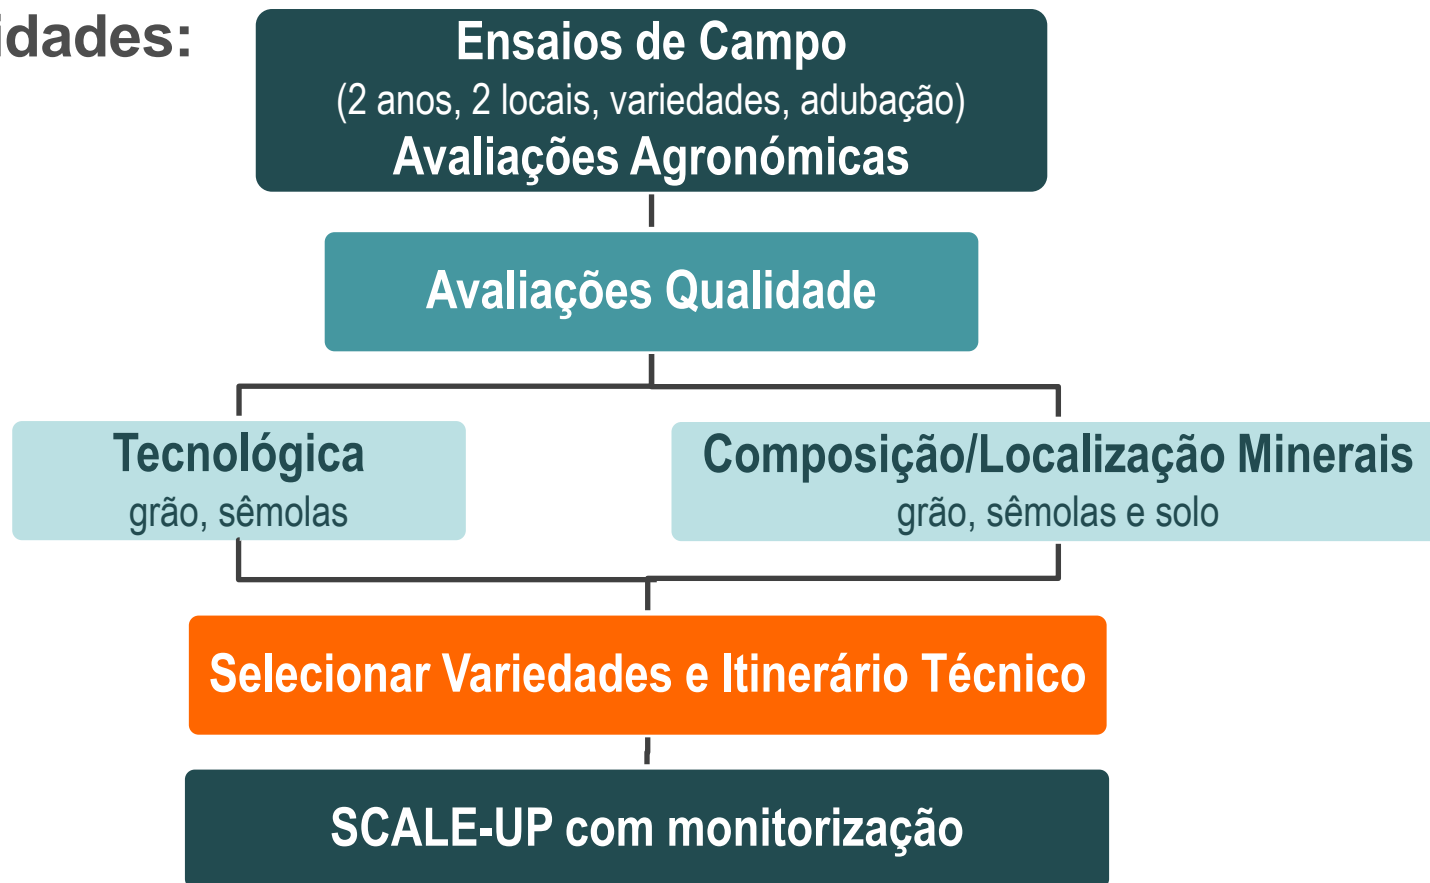 idades:
Ensaios de Campo
(2 anos, 2 locais, variedades, adubação)
Avaliações Agronómicas
Avaliações Qualidade
Tecnológica
grão, sêmolas
Composição/Localização Minerais
grão, sêmolas e solo
Selecionar Variedades e Itinerário Técnico
SCALE-UP com monitorização